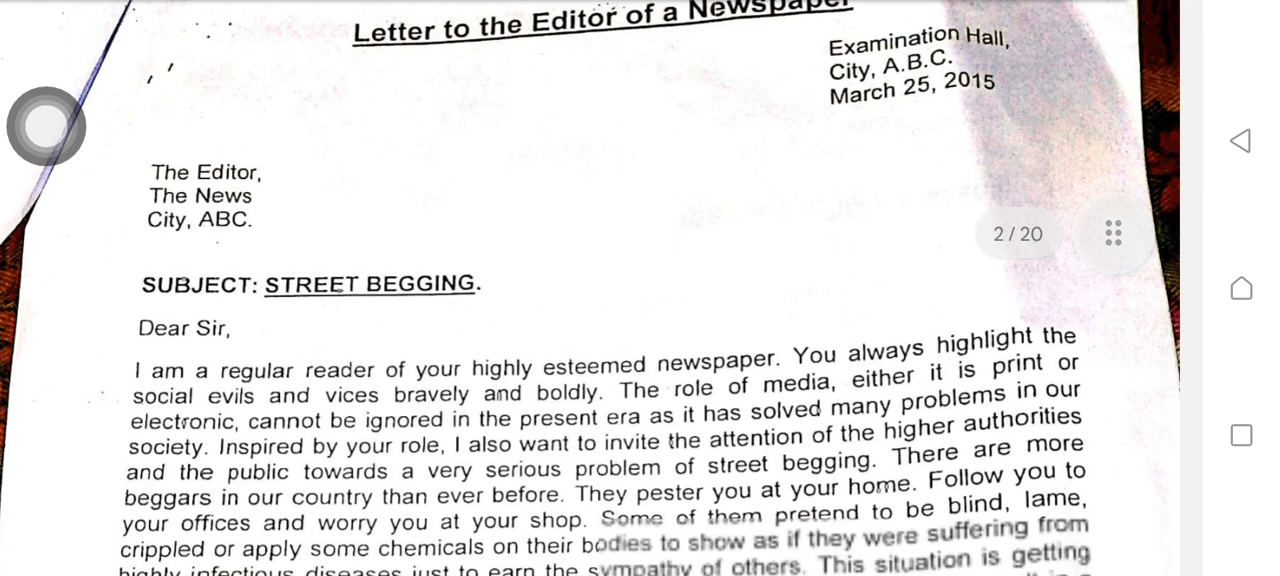 Letter to the Editor of a Newspaper
Examination Hall,
City, A.B.C.
March 25, 2015
The Editor,
The News
City, ABC.
2 / 20
SUBJECT: STREET BEGGING.
Dear Sir,
I am a regular reader of your highly esteemed newspaper. You always highlight the
social evils and vices bravely and boldly. The role of media, either it is print or
electronic, cannot be ignored in the present era as it has solved many problems in our
society. Inspired by your role, I also want to invite the attention of the higher authorities
and the public towards a very serious problem of street begging. There are more
beggars in our country than ever before. They pester you at your home. Follow you to
your offices and worry you at your shop. Some of them pretend to be blind, lame,
crippled or apply some chemicals on their bodies to show as if they were suffering from
highly infectious diseases just to earn the sympathy of others. This situation is getting